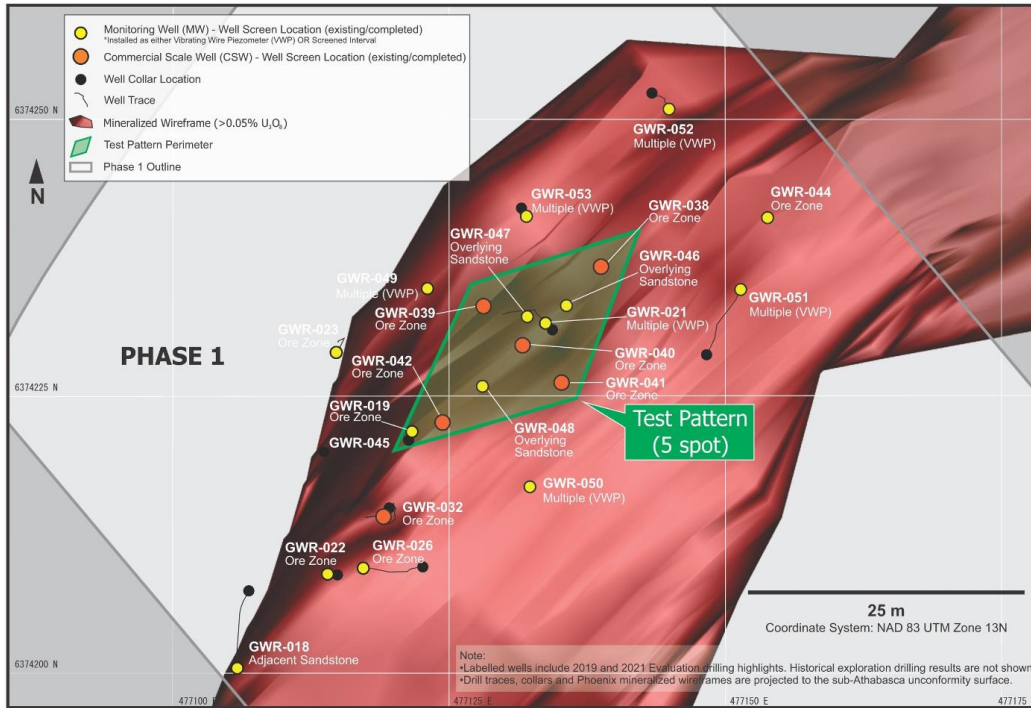 Monitoring Well (MW) - Well Screen Location (existing/completed)
*Installed as either Vibrating Wire Piezometer (VWP) OR Screened Interval
Commercial Scale Well (CSW) - Well Screen Location (existing/completed)
Well Collar Location
Well Trace
Mineralized Wireframe (>0.05% U₃O₈)
Test Pattern Perimeter
Phase 1 Outline
6374250 N
N
GWR-052
Multiple (VWP)
GWR-053
Multiple (VWP)
GWR-038
Ore Zone
GWR-044
Ore Zone
GWR-047
Overlying
Sandstone
GWR-046
Overlying
Sandstone
GWR-049
Multiple (VWP)
GWR-051
Multiple (VWP)
GWR-039
Ore Zone
GWR-021
Multiple (VWP)
GWR-023
Ore Zone
PHASE 1
GWR-042
Ore Zone
GWR-040
Ore Zone
GWR-041
Ore Zone
6374225 N
GWR-019
Ore Zone
GWR-045
GWR-048
Overlying
Sandstone
Test Pattern
(5 spot)
GWR-050
Multiple (VWP)
GWR-032
Ore Zone
GWR-022
Ore Zone
GWR-026
Ore Zone
25 m
Coordinate System: NAD 83 UTM Zone 13N
GWR-018
Adjacent Sandstone
Note:
•Labelled wells include 2019 and 2021 Evaluation drilling highlights. Historical exploration drilling results are not shown
•Drill traces, collars and Phoenix mineralized wireframes are projected to the sub-Athabasca unconformity surface.
6374200 N
477100 E
477125 E
477150 E
477175 E